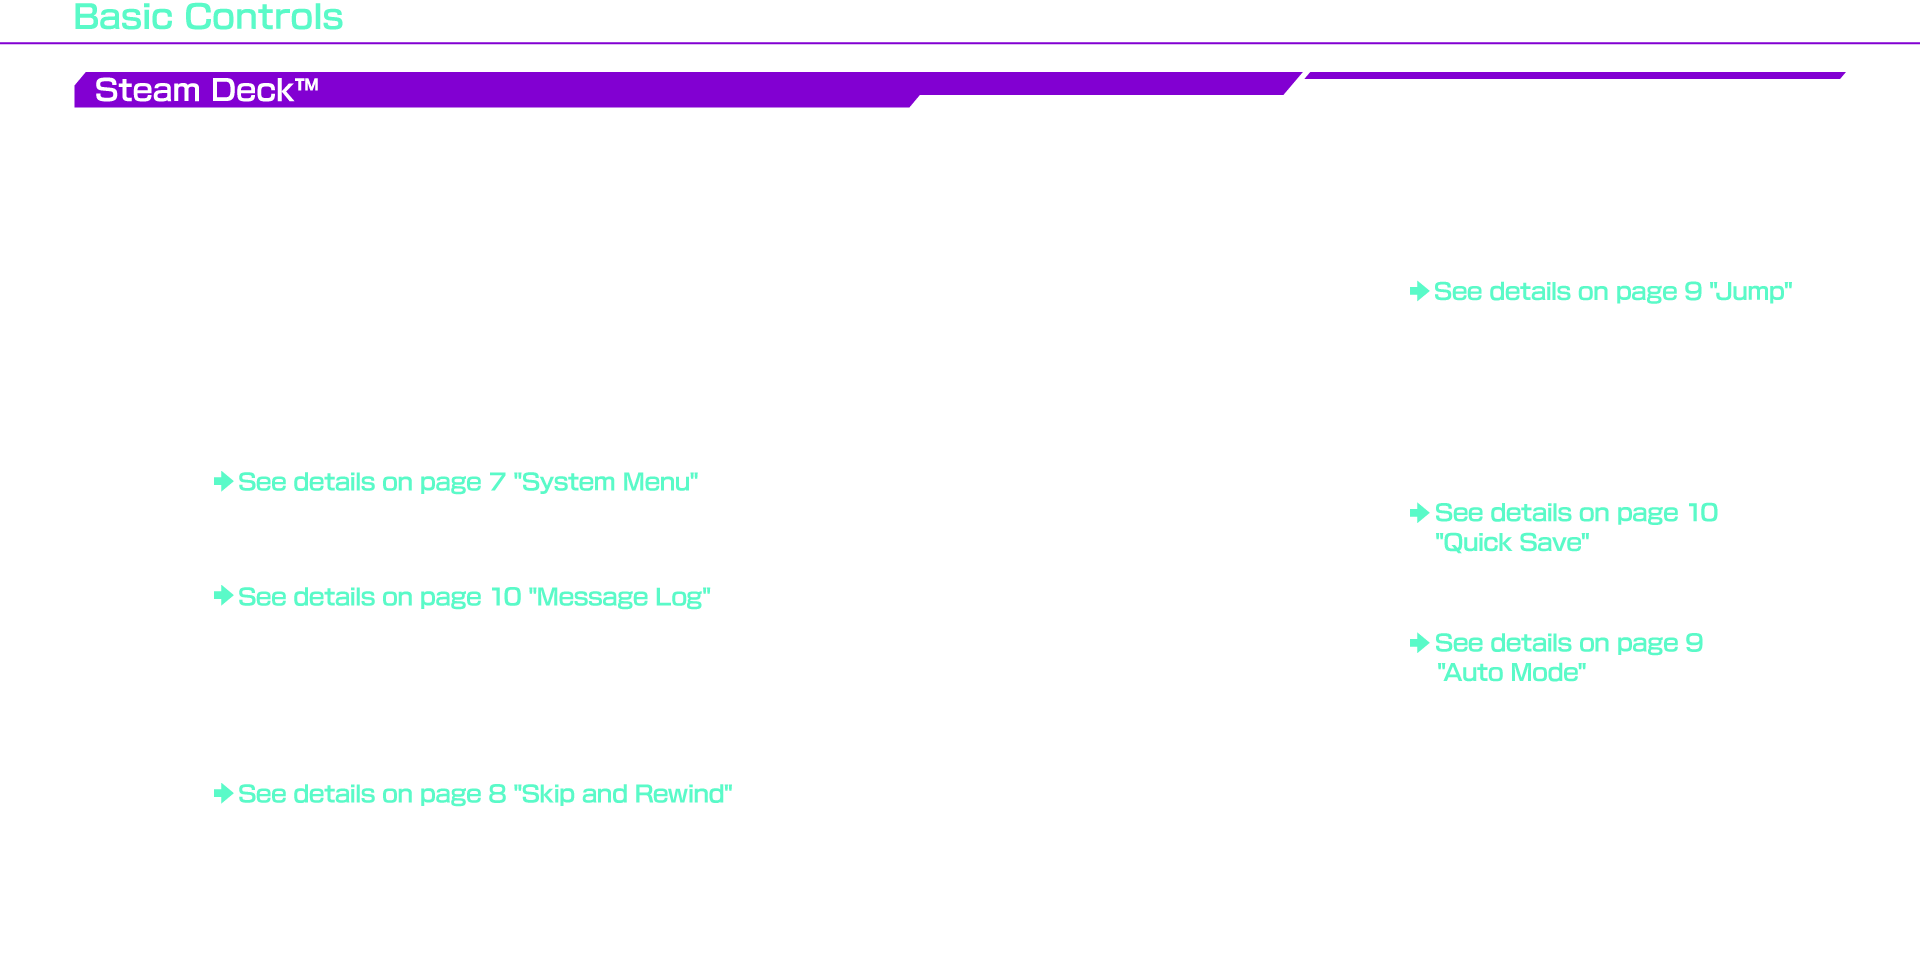 Basic Controls
Steam Deck™
See details on page 7 "System Menu"
See details on page 10 "Message Log"
See details on page 8 "Skip and Rewind"
See details on page 9 "Jump"
See details on page 10
"Quick Save"
See details on page 9
"Auto Mode"